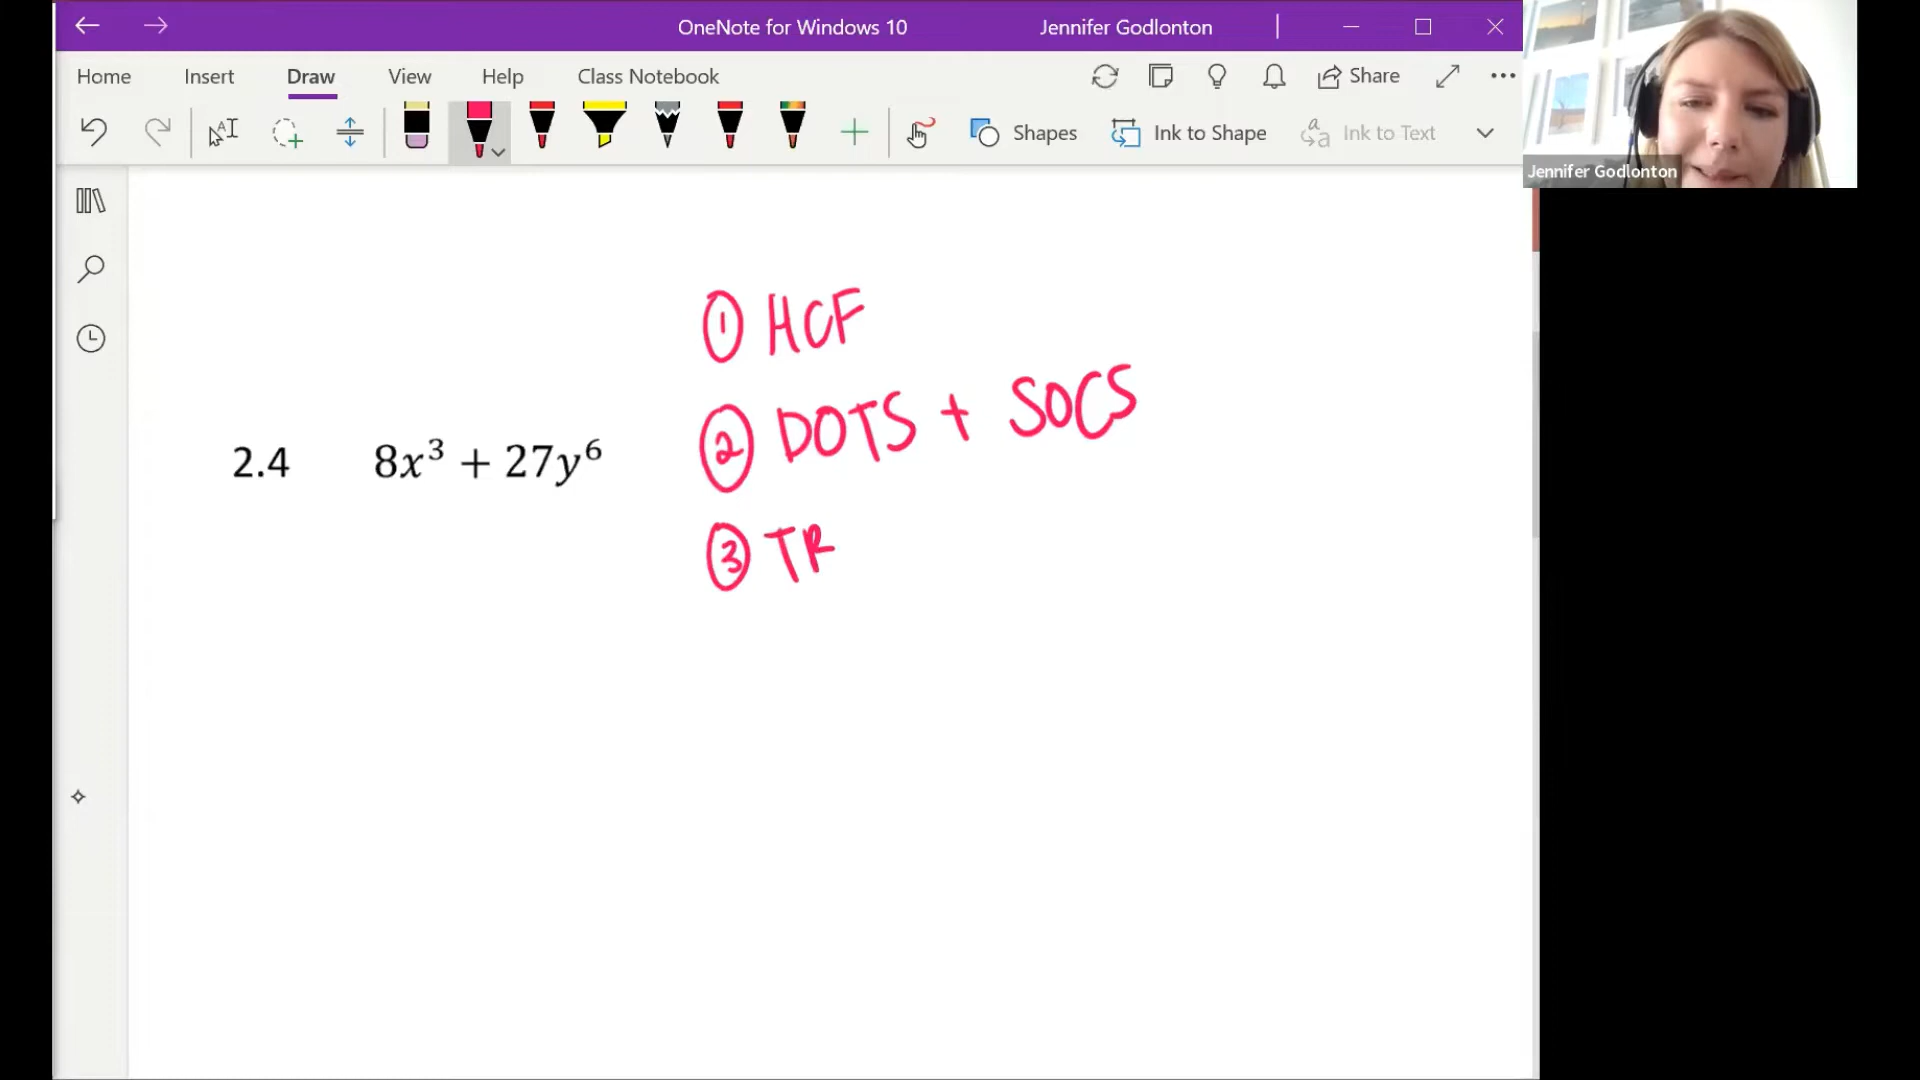 OneNote for Windows 10
Jennifer Godlonton
Home Insert Draw View Help Class Notebook
Share
Shapes Ink to Shape Ink to Text
Jennifer Godlonton
① HCF
② DOTS + SOCS
2.4 8x³ + 27y⁶
③ TR